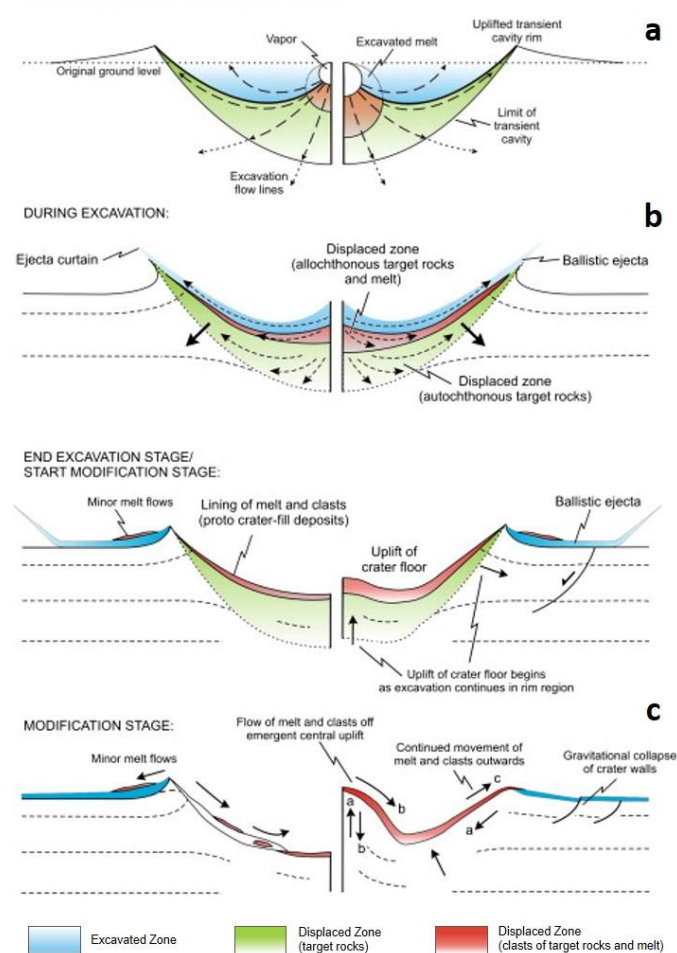 a
Vapor
Excavated melt
Uplifted transient
cavity rim
Original ground level
Limit of
transient
cavity
Excavation
flow lines
b
DURING EXCAVATION:
Ejecta curtain
Displaced zone
(allochthonous target rocks
and melt)
Ballistic ejecta
Displaced zone
(autochthonous target rocks)
END EXCAVATION STAGE/
START MODIFICATION STAGE:
Minor melt flows
Lining of melt and clasts
(proto crater-fill deposits)
Uplift of
crater floor
Ballistic ejecta
Uplift of crater floor begins
as excavation continues in rim region
c
MODIFICATION STAGE:
Minor melt flows
Flow of melt and clasts off
emergent central uplift
Continued movement of
melt and clasts outwards
Gravitational collapse
of crater walls
a
b
b
c
a
Excavated Zone
Displaced Zone
(target rocks)
Displaced Zone
(clasts of target rocks and melt)